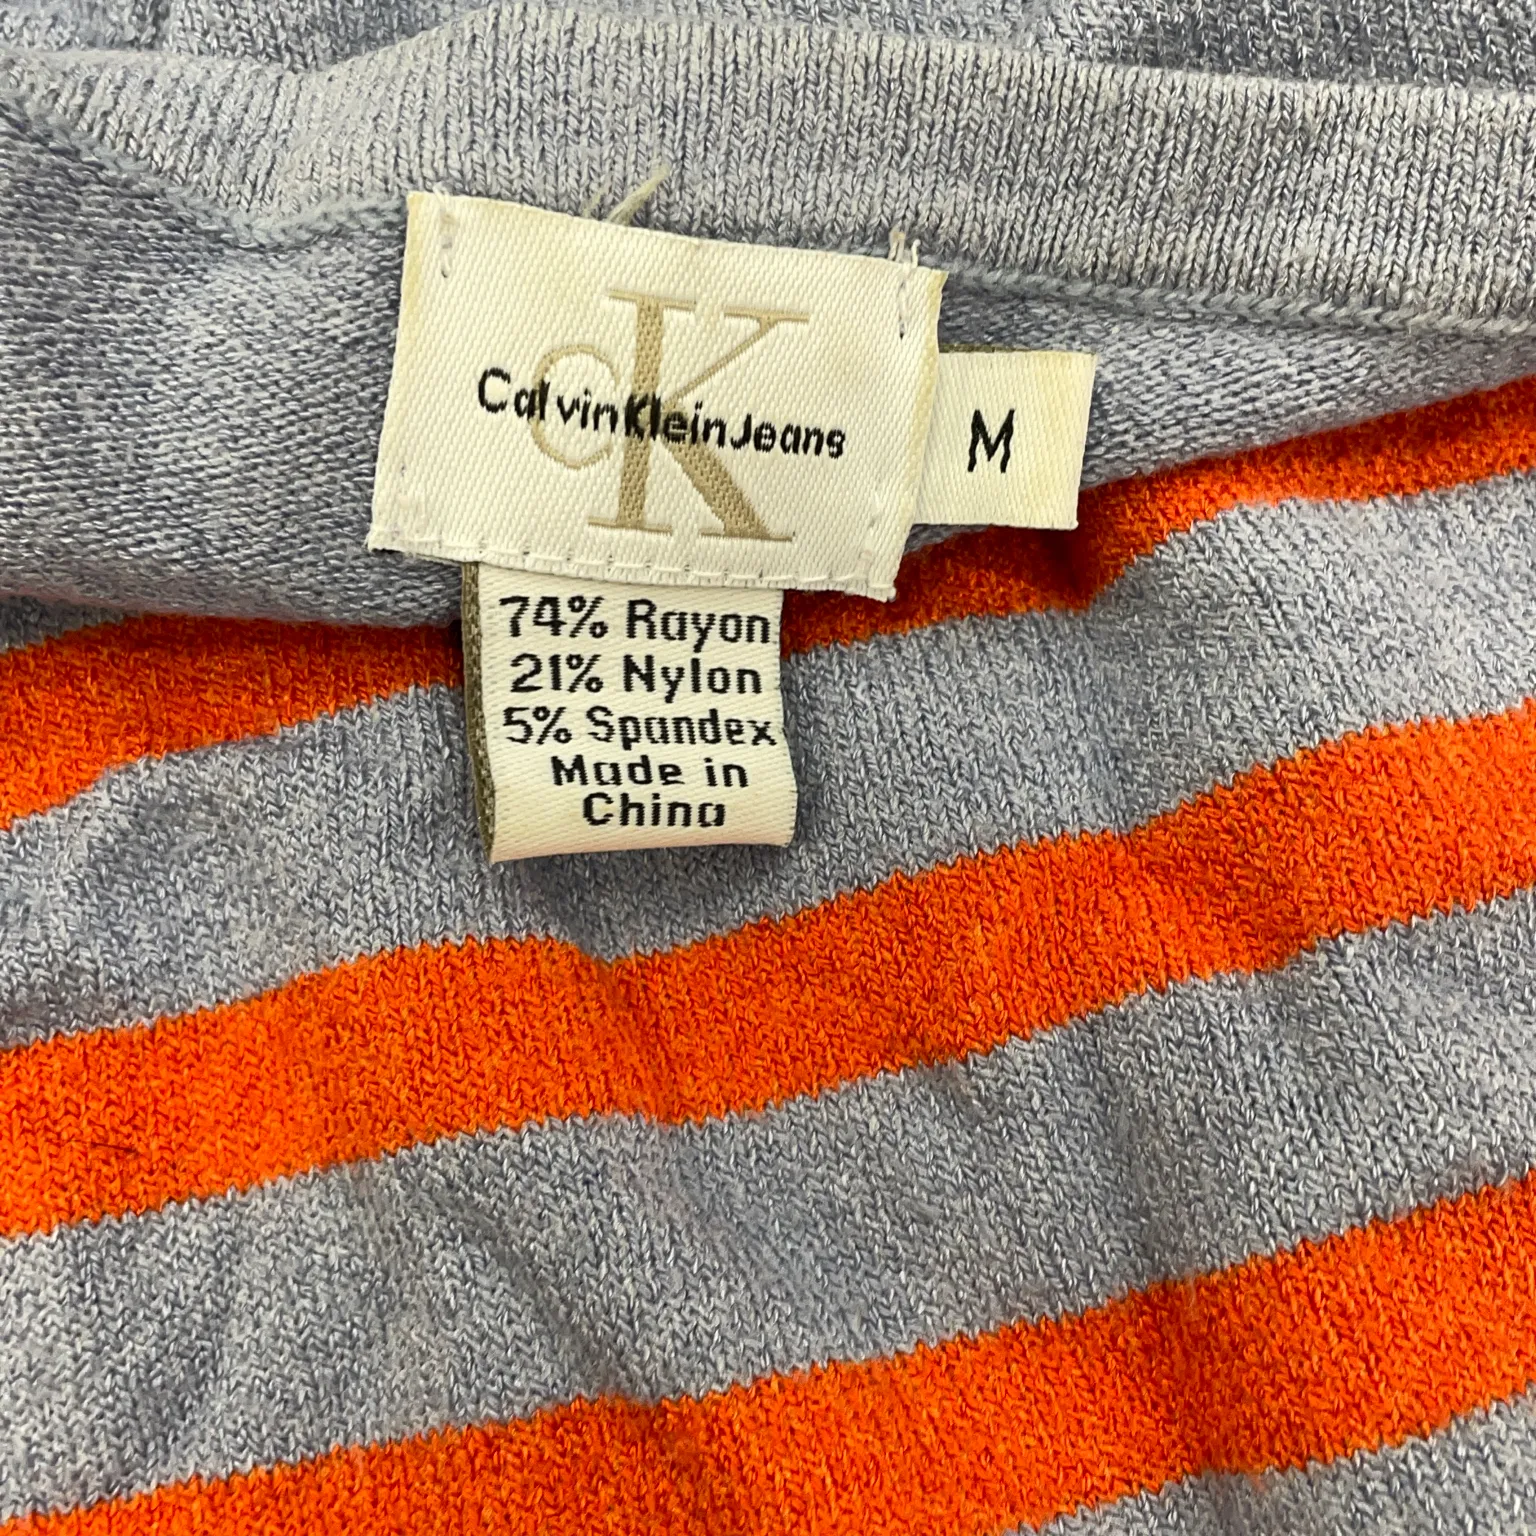 cK
CalvinKleinJeans
M
74% Rayon
21% Nylon
5% Spandex
Made in
China